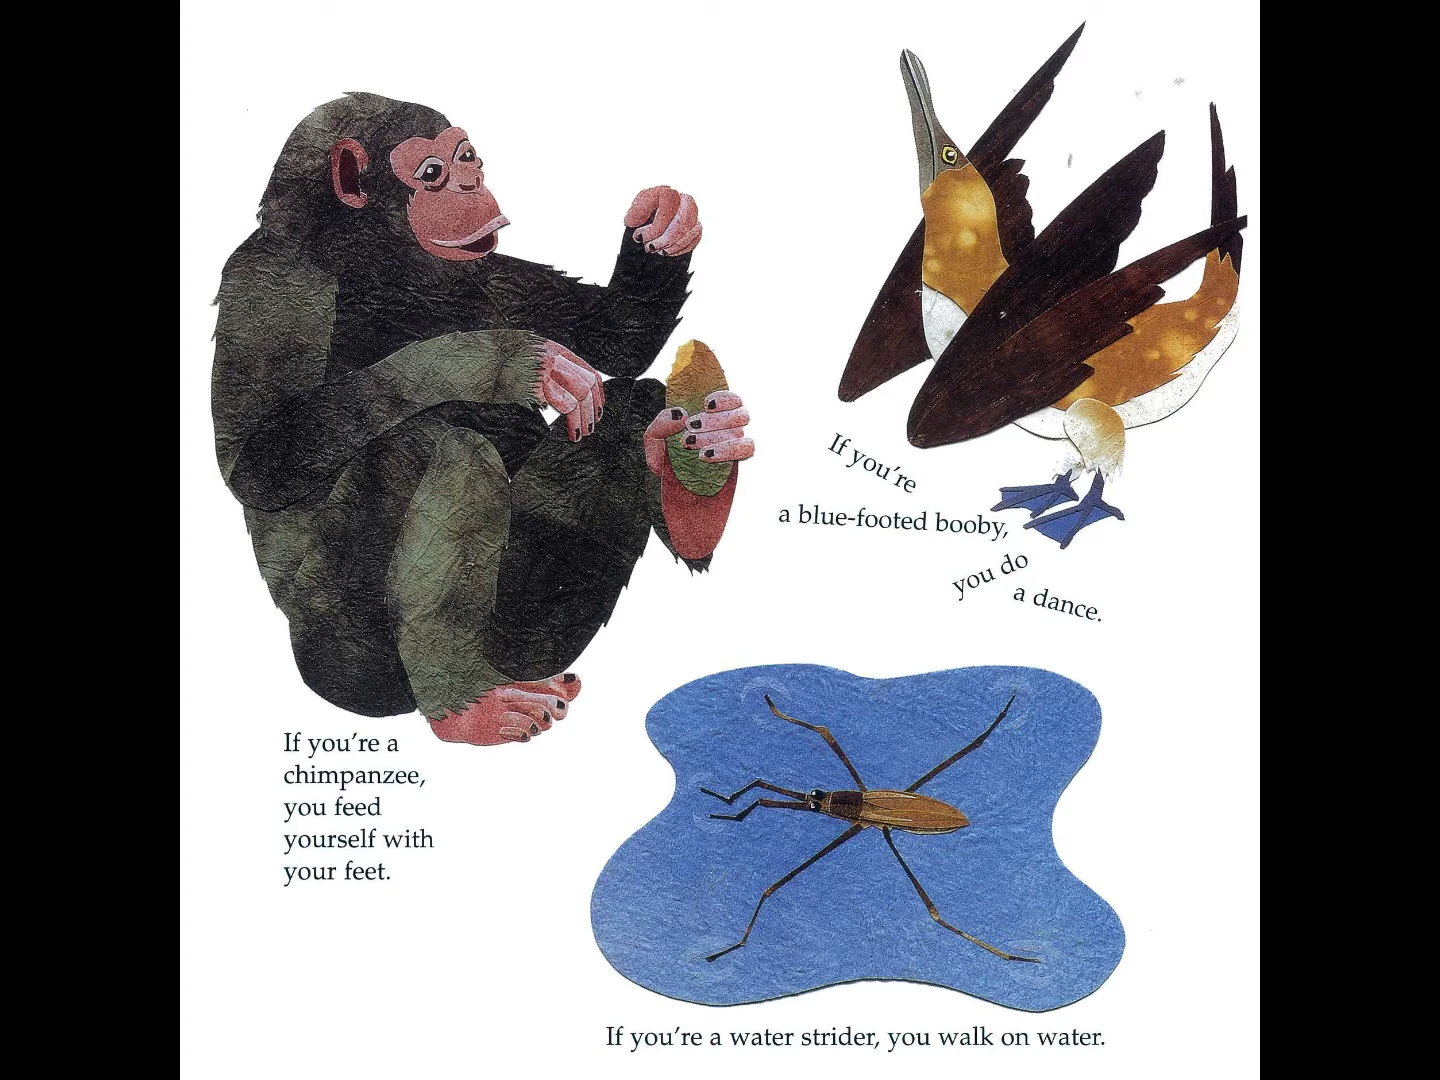 If you're a
chimpanzee,
you feed
yourself with
your feet.
If you're
a blue-footed booby,
you do
a dance.
If you're a water strider, you walk on water.